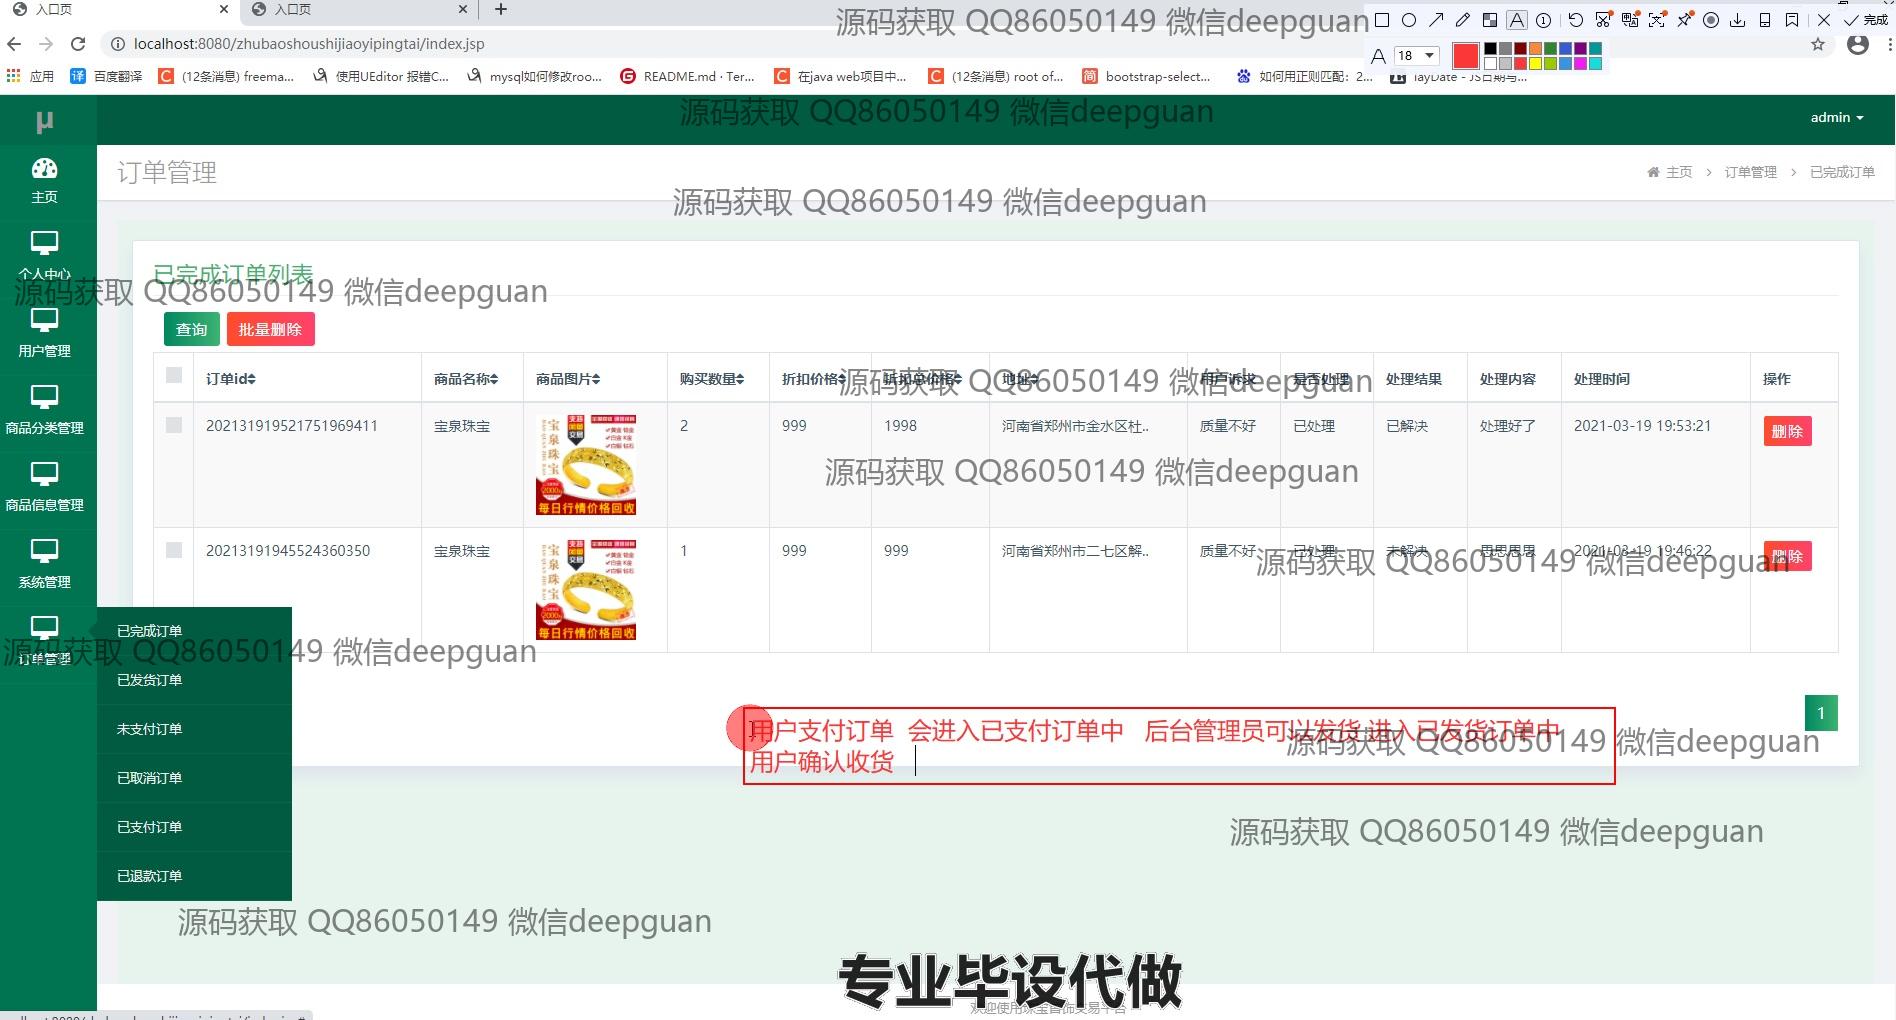 入口页
入口页
完成
localhost:8080/zhubaoshoushijiaoyipingtai/index.jsp
18
应用
百度翻译
(12条消息) freema...
使用UEditor 报错C...
mysql如何修改roo...
README.md · Ter...
在java web项目中...
(12条消息) root of...
bootstrap-select...
如何用正则匹配：2...
layDate - JS日期与...
源码获取 QQ86050149 微信deepguan
源码获取 QQ86050149 微信deepguan
μ
admin
订单管理
主页 > 订单管理 > 已完成订单
源码获取 QQ86050149 微信deepguan
主页
个人中心
用户管理
商品分类管理
商品信息管理
系统管理
订单管理
已完成订单列表
源码获取 QQ86050149 微信deepguan
查询
批量删除
订单id 商品名称 商品图片 购买数量 折扣价格 折扣总价格 地址 用户诉求 是否处理 处理结果 处理内容 处理时间 操作
源码获取 QQ86050149 微信deepguan
202131919521751969411 宝泉珠宝 2 999 1998 河南省郑州市金水区杜.. 质量不好 已处理 已解决 处理好了 2021-03-19 19:53:21 删除
宝泉珠宝
每日行情价格回收
源码获取 QQ86050149 微信deepguan
20213191945524360350 宝泉珠宝 1 999 999 河南省郑州市二七区解.. 质量不好 已处理 未解决 思思思思 2021-03-19 19:46:22 删除
宝泉珠宝
每日行情价格回收
源码获取 QQ86050149 微信deepguan
已完成订单
已发货订单
未支付订单
已取消订单
已支付订单
已退款订单
源码获取 QQ86050149 微信deepguan
1
用户支付订单 会进入已支付订单中 后台管理员可以发货 进入已发货订单中
用户确认收货
源码获取 QQ86050149 微信deepguan
源码获取 QQ86050149 微信deepguan
源码获取 QQ86050149 微信deepguan
专业毕设代做
欢迎使用珠宝首饰交易平台